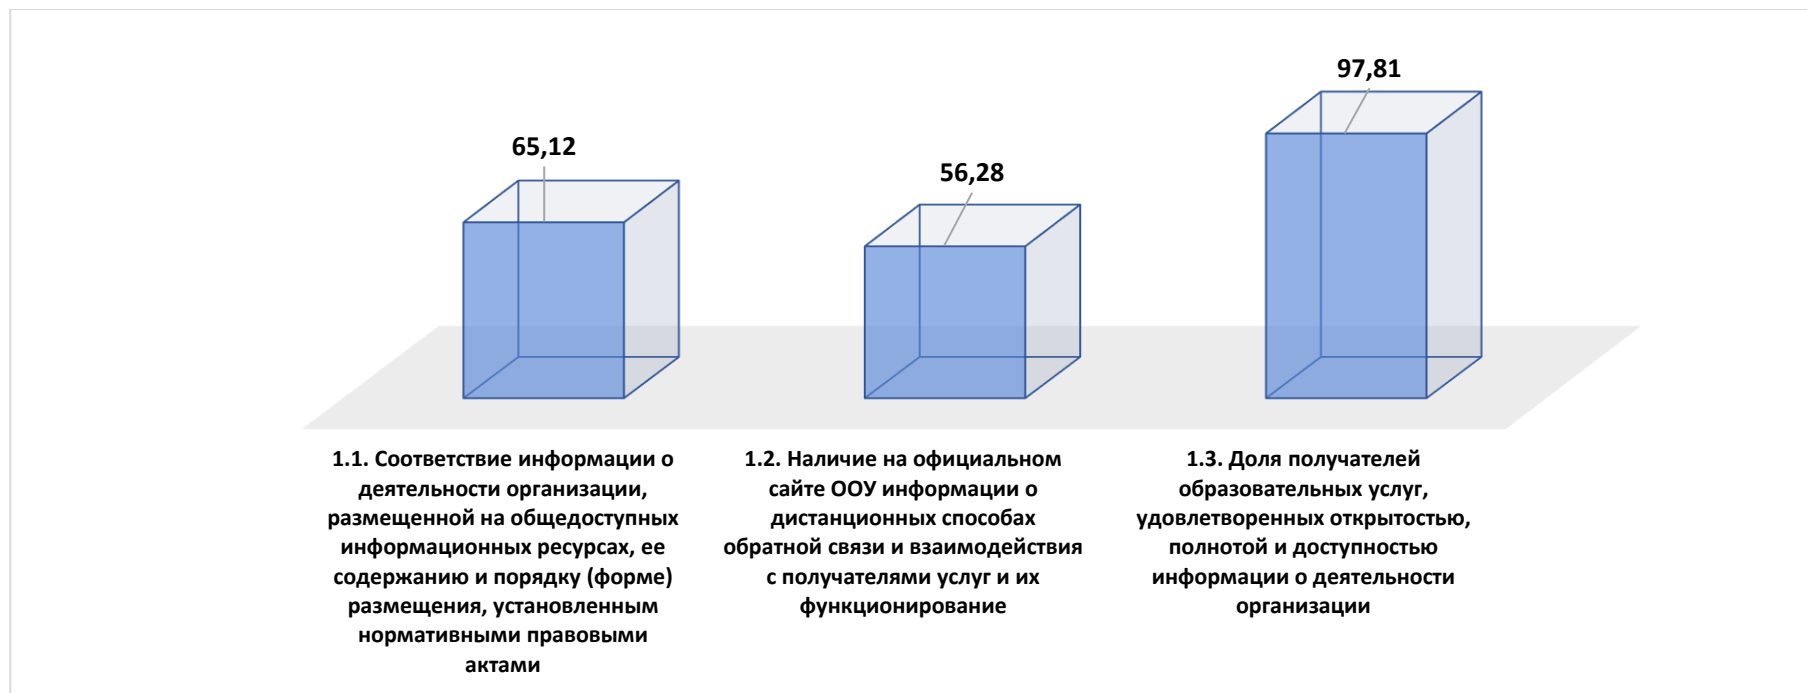 97,81
65,12
56,28
1.1. Соответствие информации о
деятельности организации,
размещенной на общедоступных
информационных ресурсах, ее
содержанию и порядку (форме)
размещения, установленным
нормативными правовыми
актами
1.2. Наличие на официальном
сайте ООУ информации о
дистанционных способах
обратной связи и взаимодействия
с получателями услуг и их
функционирование
1.3. Доля получателей
образовательных услуг,
удовлетворенных открытостью,
полнотой и доступностью
информации о деятельности
организации